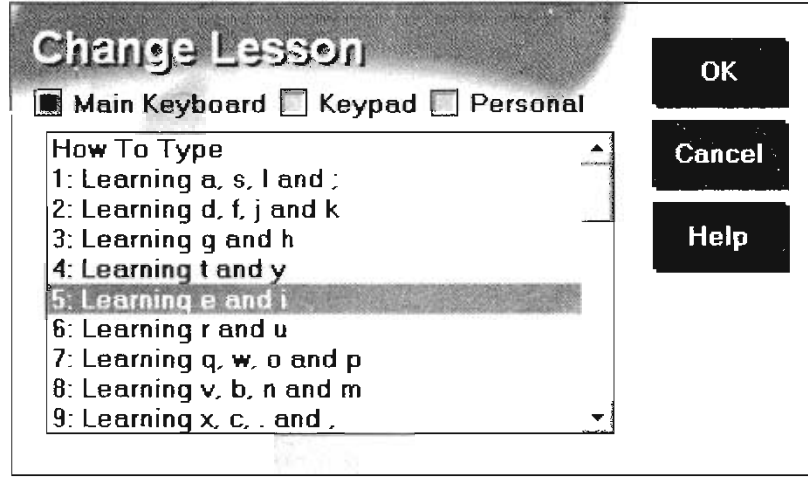 Change Lesson
Main Keyboard Keypad Personal
How To Type
1: Learning a, s, l and ;
2: Learning d, f, j and k
3: Learning g and h
4: Learning t and y
5: Learning e and i
6: Learning r and u
7: Learning q, w, o and p
8: Learning v, b, n and m
9: Learning x, c, . and ,
OK
Cancel
Help